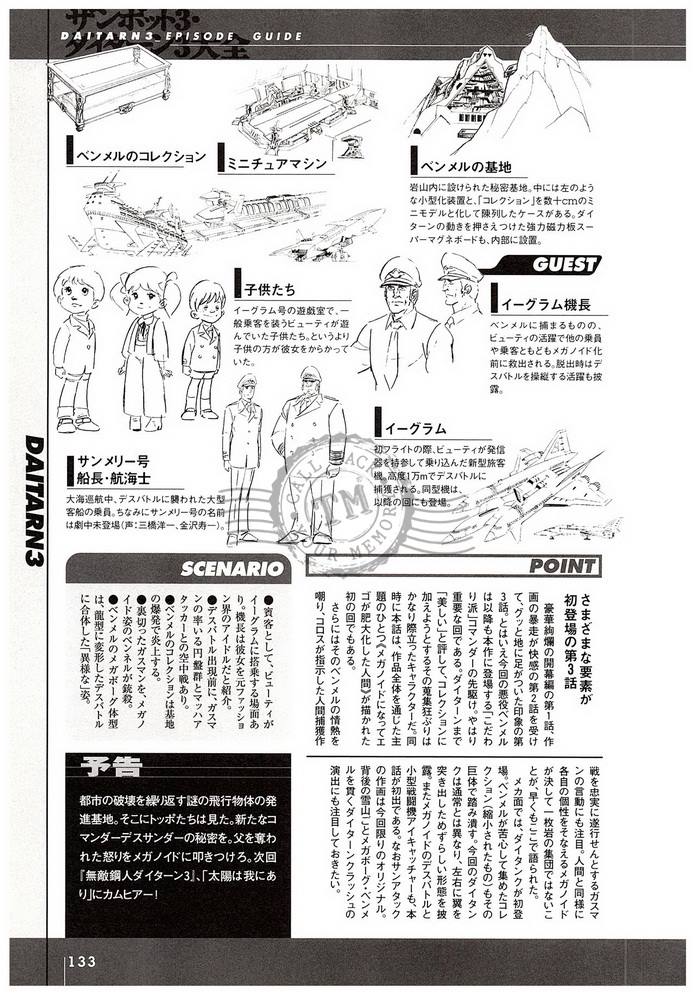 ザンボット3・
ダイターン3大全
DAITARN3 EPISODE GUIDE
ベンメルのコレクション
ミニチュアマシン
ベンメルの基地
岩山内に設けられた秘密基地。中には左のよう
な小型化装置と、「コレクション」を数十cmのミ
ニモデルと化して陳列したケースがある。ダイ
ターンの動きを押さえつけた強力磁力板スー
パーマグネボードも、内部に設置。
GUEST
子供たち
イーグラム号の遊戯室で、一
般乗客を装うビューティが遊
んでいた子供たち。というより
子供の方が彼女をからかって
いた。
イーグラム機長
ベンメルに捕まるものの、
ビューティの活躍で他の乗員
や乗客ともどもメガノイド化
前に救出される。脱出時はデ
スバトルを操縦する活躍も披
露。
サンメリー号
船長・航海士
大海巡航中、デスバトルに襲われた大型
客船の乗員。ちなみにサンメリー号の名前
は劇中未登場(声:三橋洋一、金沢寿一)。
イーグラム
初フライトの際、ビューティが発信
器を持参して乗り込んだ新型旅客
機。高度1万mでデスバトルに
捕獲される。同型機は、
以降の回にも登場。
CALL BACK
TM
YOUR MEMORY
DAITARN3
POINT
さまざまな要素が
初登場の第3話
豪華絢爛の開幕編の第1話、作
画の暴走が快感の第2話を受け
て、グッと地に足がついた印象の第
3話。とはいえ今回の悪役ベンメル
は以降も本作に登場する「こだわ
り派」コマンダーの先駆け。やはり
重要な回である。ダイターンまで
「美しい」と評して、コレクションに
加えようとするその蒐集狂ぶりは
かなり際立ったキャラクターだ。同
時に本話は、作品全体を通じた主
題のひとつ《メガノイドになってエ
ゴが肥大化した人間》が描かれた
初の回でもある。
さらにはそのベンメルの情熱を
嘲り、コロスが指示した人間捕獲作
戦を忠実に遂行せんとするガスマ
ンの言動にも注目。人間と同様に
各自の個性をそなえるメガノイド
が決して一枚岩の集団ではないこ
とが、早くもここで語られた。
メカ面では、ダイタンクが初登
場。ベンメルが苦心して集めたコレ
クション(縮小されたもの)もその
巨体で踏み潰す。今回のダイタン
クは通常とは異なり、左右に翼を
突き出しためずらしい形態を披
露。またメガノイドのデスバトルと
小型戦闘機アイキャッチャーも、本
話が初出である。なおサンアタック
の作画は今回限りのオリジナル。
背後の雪山ごとメガボーグ・ベンメ
ルを貫くダイターンクラッシュの
演出にも注目しておきたい。
SCENARIO
●賓客として、ビューティが
イーグラムに搭乗する場面あ
り。機長は彼女を元ファッショ
ン界のアイドルだと紹介。
●デスバトル出現前に、ガスマ
ンの率いる円盤群とマッハア
タッカーとの空中戦あり。
●ベンメルのコレクションは基地
の爆発で炎上する。
●裏切ったガスマンを、メガノ
イド姿のベンネルが銃殺。
●ベンメルのメガボーグ体型
は、龍型に変形したデスバトル
に合体した「異様な」姿。
予告
都市の破壊を繰り返す謎の飛行物体の発
進基地。そこにトッポたちは見た。新たなコ
マンダーデスサンダーの秘密を。父を奪わ
れた怒りをメガノイドに叩きつけろ。次回
『無敵鋼人ダイターン3』、「太陽は我にあ
り」にカムヒアー!
133